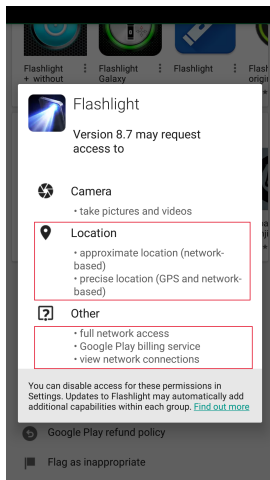 Flashlight
+ without
Flashlight
Galaxy
Flashlight
Flash
origin
Flashlight
Version 8.7 may request
access to
Camera
• take pictures and videos
Location
• approximate location (network-
based)
• precise location (GPS and network-
based)
Other
• full network access
• Google Play billing service
• view network connections
You can disable access for these permissions in
Settings. Updates to Flashlight may automatically add
additional capabilities within each group. Find out more
Google Play refund policy
Flag as inappropriate